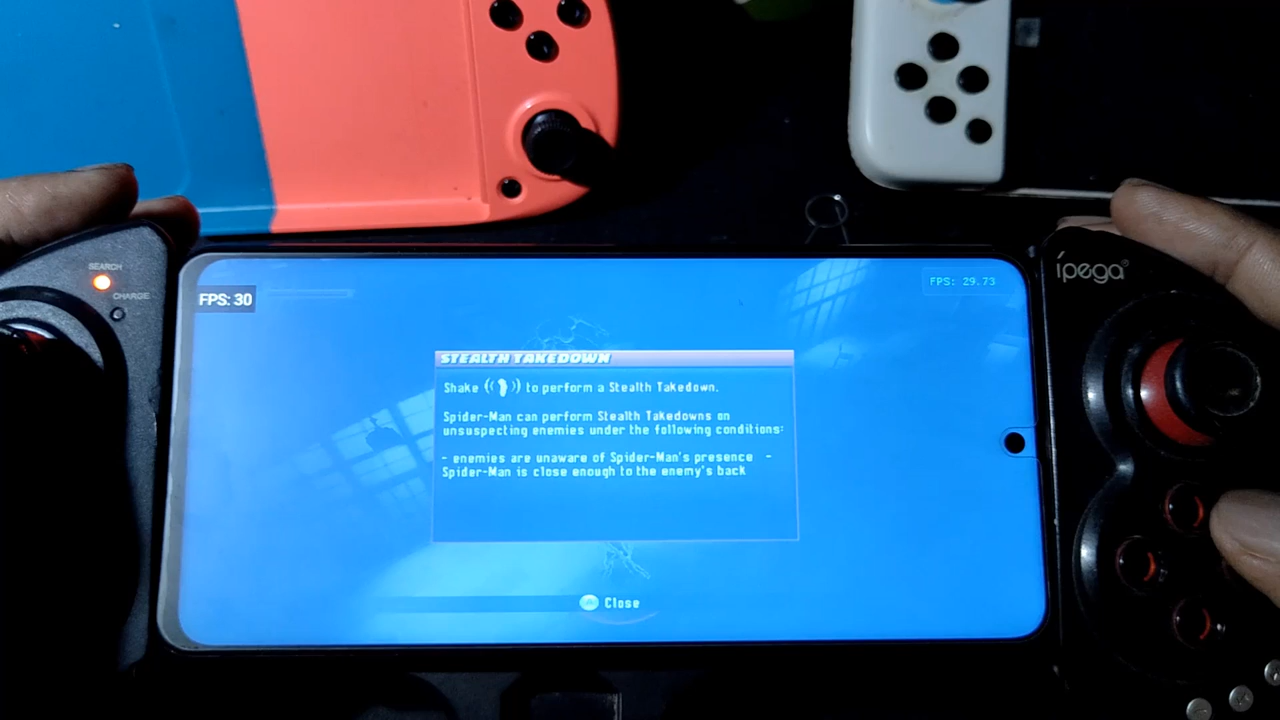 SEARCH
CHARGE
ípega®
FPS: 30
FPS: 29.73
STEALTH TAKEDOWN
Shake to perform a Stealth Takedown.
Spider-Man can perform Stealth Takedowns on
unsuspecting enemies under the following conditions:
- enemies are unaware of Spider-Man's presence -
Spider-Man is close enough to the enemy's back
Close